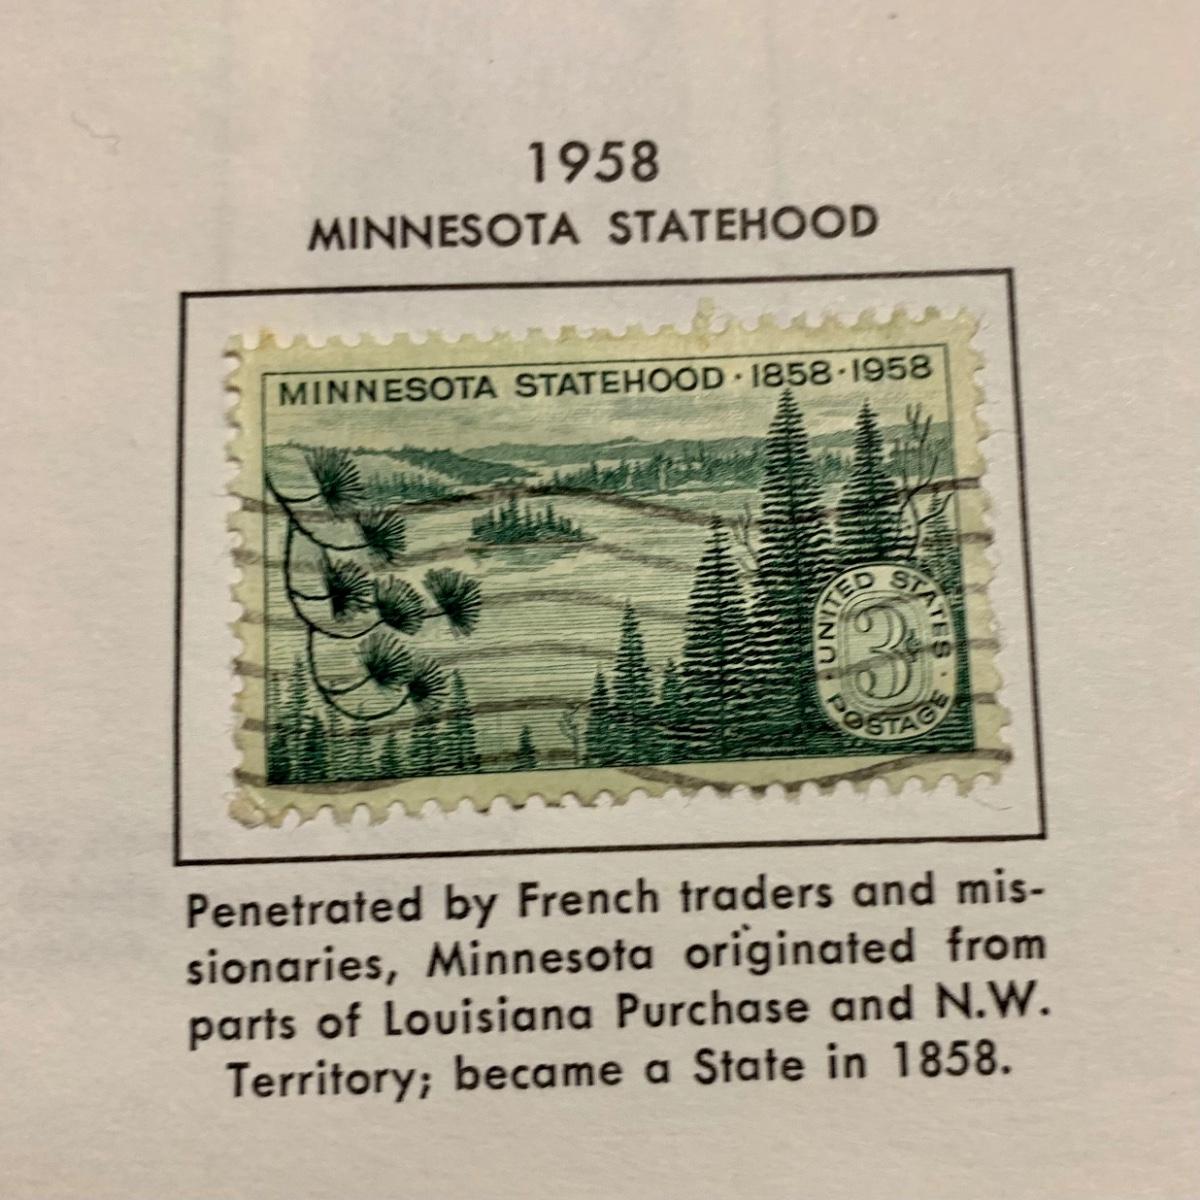 1958
MINNESOTA STATEHOOD
MINNESOTA STATEHOOD · 1858 · 1958
· UNITED STATES ·
3¢
POSTAGE
Penetrated by French traders and mis-
sionaries, Minnesota originated from
parts of Louisiana Purchase and N.W.
Territory; became a State in 1858.